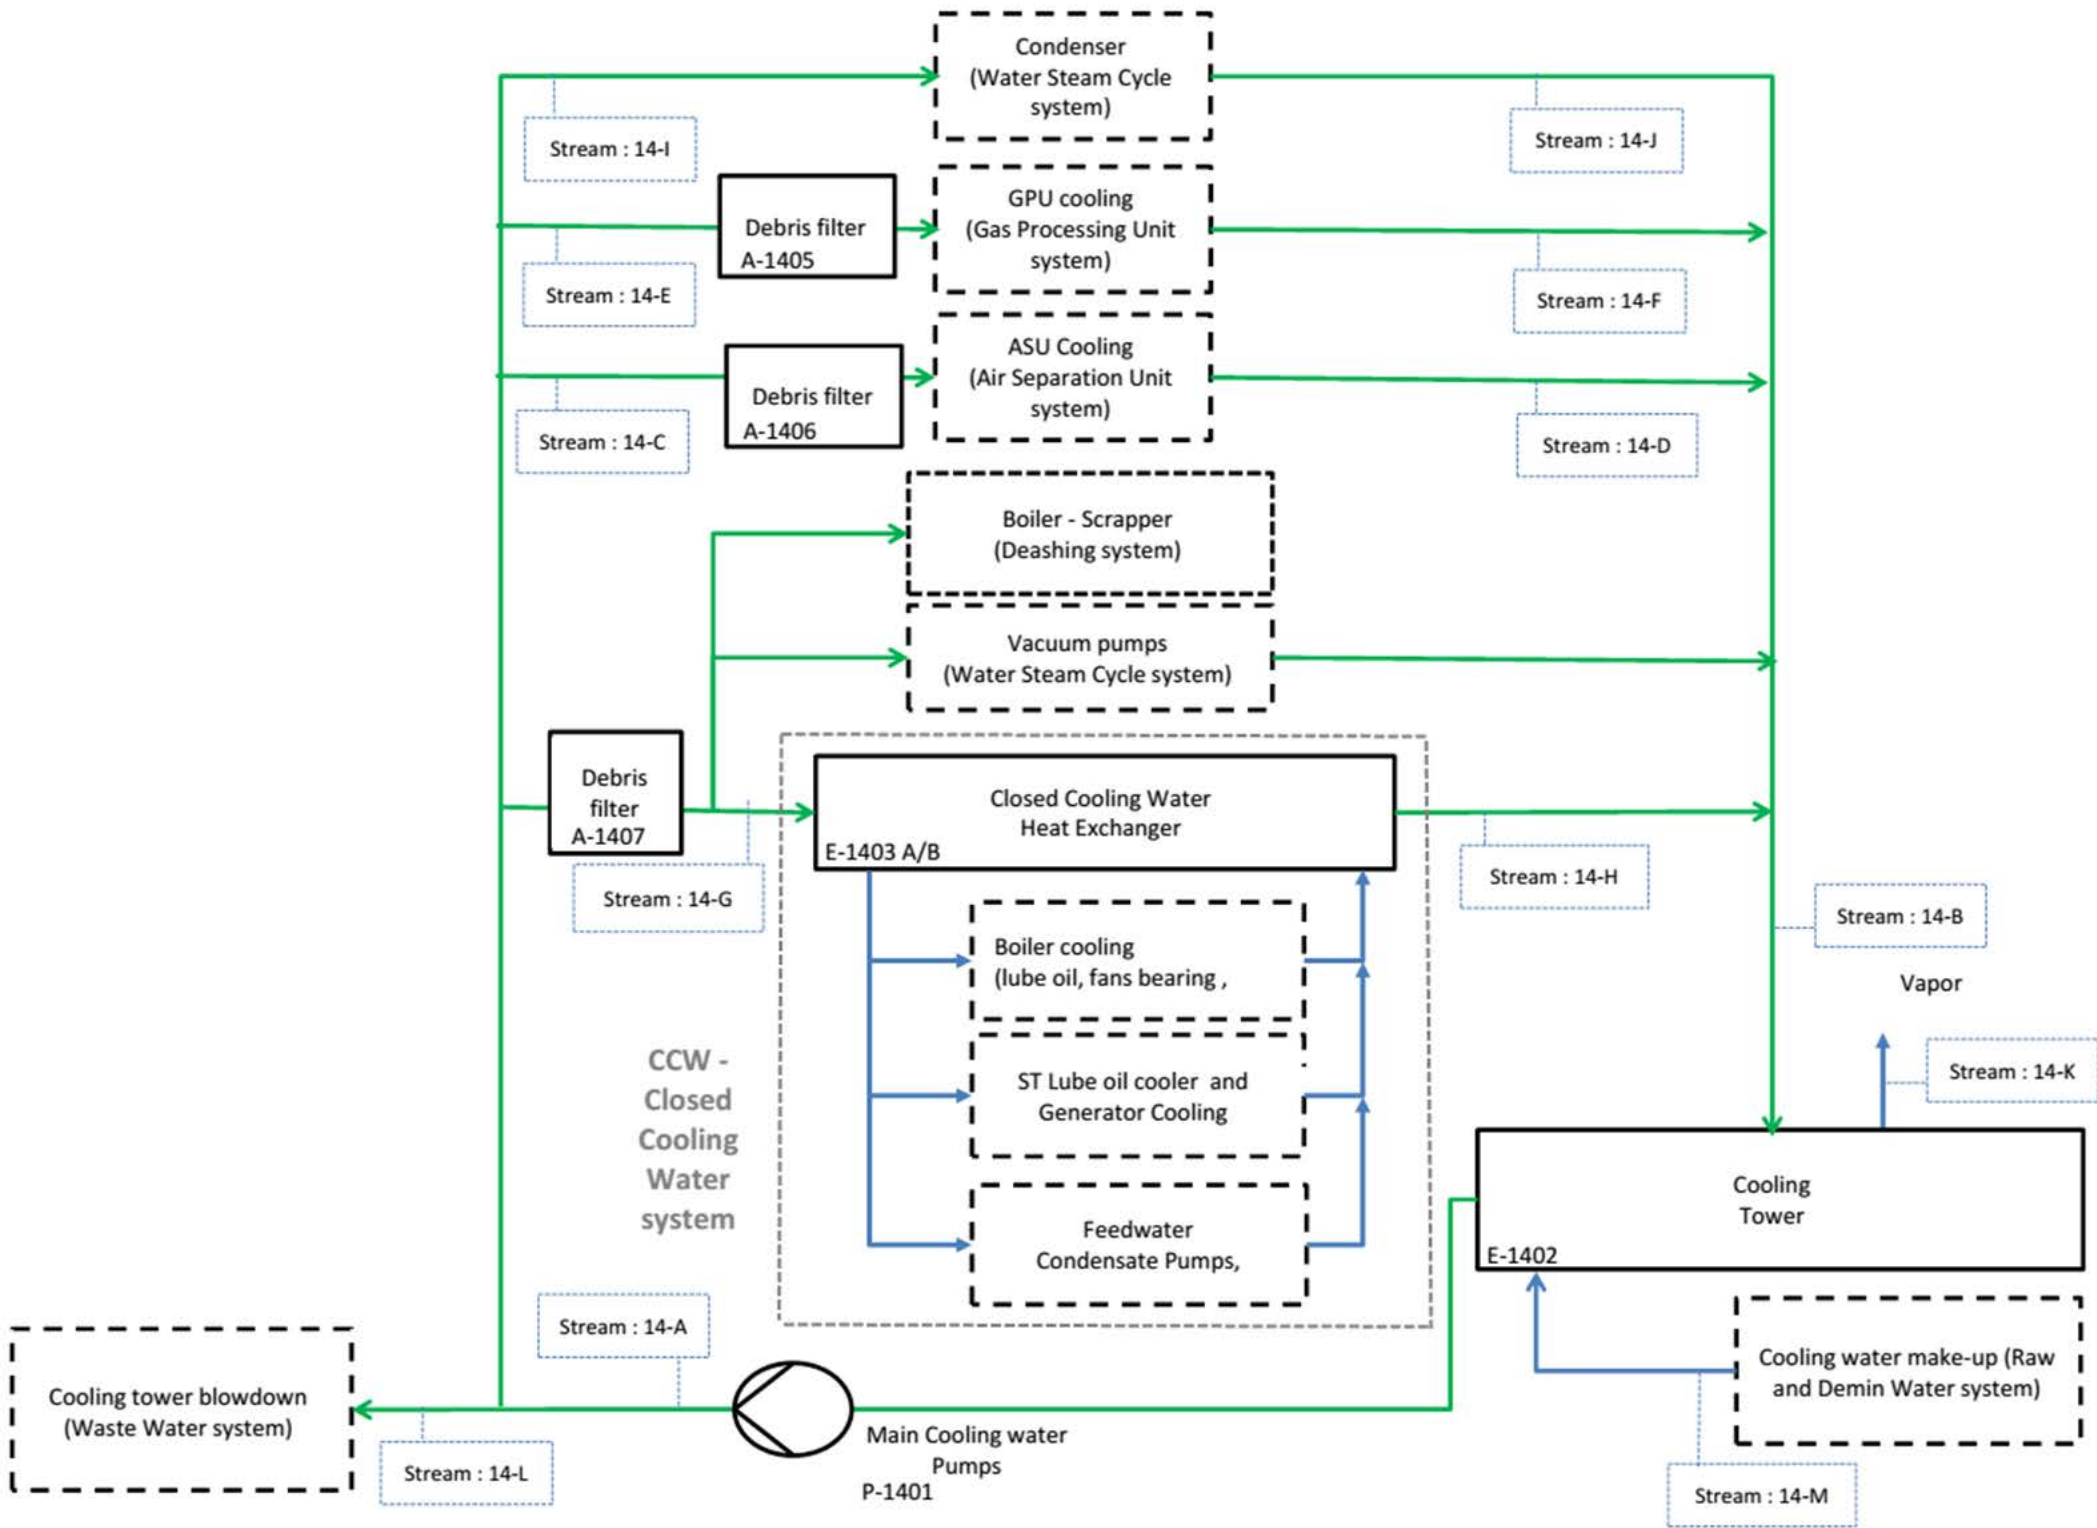 Condenser
(Water Steam Cycle
system)
Stream : 14-I
Stream : 14-J
GPU cooling
(Gas Processing Unit
system)
Debris filter
A-1405
Stream : 14-E
Stream : 14-F
ASU Cooling
(Air Separation Unit
system)
Debris filter
A-1406
Stream : 14-C
Stream : 14-D
Boiler - Scrapper
(Deashing system)
Vacuum pumps
(Water Steam Cycle system)
Debris
filter
A-1407
Closed Cooling Water
Heat Exchanger
E-1403 A/B
Stream : 14-G
Stream : 14-H
Stream : 14-B
Boiler cooling
(lube oil, fans bearing ,
Vapor
CCW -
Closed
Cooling
Water
system
ST Lube oil cooler and
Generator Cooling
Stream : 14-K
Feedwater
Condensate Pumps,
Cooling
Tower
E-1402
Stream : 14-A
Cooling tower blowdown
(Waste Water system)
Cooling water make-up (Raw
and Demin Water system)
Main Cooling water
Pumps
P-1401
Stream : 14-L
Stream : 14-M